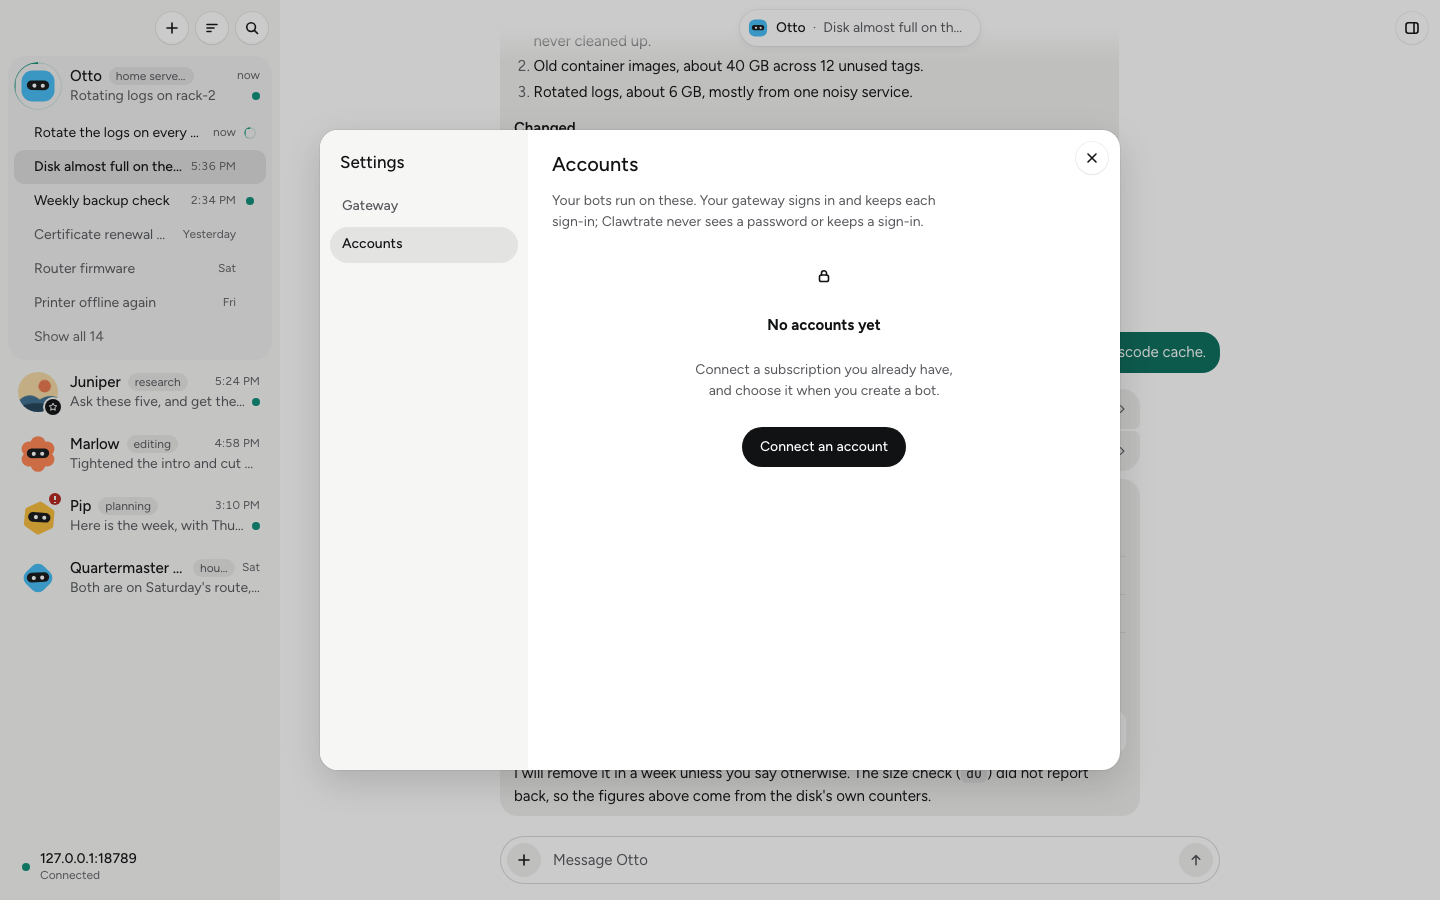 Otto · Disk almost full on th...
never cleaned up.
2. Old container images, about 40 GB across 12 unused tags.
3. Rotated logs, about 6 GB, mostly from one noisy service.
Changed
Otto home serve... now
Rotating logs on rack-2
Rotate the logs on every ... now
Disk almost full on the... 5:36 PM
Weekly backup check 2:34 PM
Certificate renewal ... Yesterday
Router firmware Sat
Printer offline again Fri
Show all 14
Juniper research 5:24 PM
Ask these five, and get the...
Marlow editing 4:58 PM
Tightened the intro and cut ...
Pip planning 3:10 PM
Here is the week, with Thu...
Quartermaster ... hou... Sat
Both are on Saturday's route,...
127.0.0.1:18789
Connected
Settings
Gateway
Accounts
Accounts
Your bots run on these. Your gateway signs in and keeps each
sign-in; Clawtrate never sees a password or keeps a sign-in.
No accounts yet
Connect a subscription you already have,
and choose it when you create a bot.
Connect an account
scode cache.
I will remove it in a week unless you say otherwise. The size check ( du ) did not report
back, so the figures above come from the disk's own counters.
Message Otto